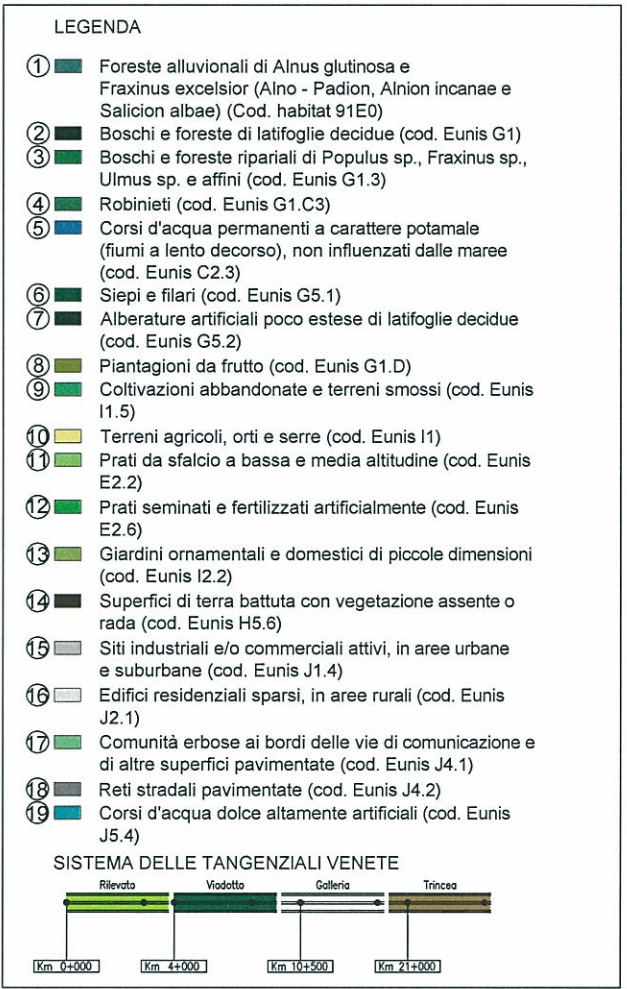 LEGENDA
1 Foreste alluvionali di Alnus glutinosa e
Fraxinus excelsior (Alno - Padion, Alnion incanae e
Salicion albae) (Cod. habitat 91E0)
2 Boschi e foreste di latifoglie decidue (cod. Eunis G1)
3 Boschi e foreste ripariali di Populus sp., Fraxinus sp.,
Ulmus sp. e affini (cod. Eunis G1.3)
4 Robinieti (cod. Eunis G1.C3)
5 Corsi d'acqua permanenti a carattere potamale
(fiumi a lento decorso), non influenzati dalle maree
(cod. Eunis C2.3)
6 Siepi e filari (cod. Eunis G5.1)
7 Alberature artificiali poco estese di latifoglie decidue
(cod. Eunis G5.2)
8 Piantagioni da frutto (cod. Eunis G1.D)
9 Coltivazioni abbandonate e terreni smossi (cod. Eunis
I1.5)
10 Terreni agricoli, orti e serre (cod. Eunis I1)
11 Prati da sfalcio a bassa e media altitudine (cod. Eunis
E2.2)
12 Prati seminati e fertilizzati artificialmente (cod. Eunis
E2.6)
13 Giardini ornamentali e domestici di piccole dimensioni
(cod. Eunis I2.2)
14 Superfici di terra battuta con vegetazione assente o
rada (cod. Eunis H5.6)
15 Siti industriali e/o commerciali attivi, in aree urbane
e suburbane (cod. Eunis J1.4)
16 Edifici residenziali sparsi, in aree rurali (cod. Eunis
J2.1)
17 Comunità erbose ai bordi delle vie di comunicazione e
di altre superfici pavimentate (cod. Eunis J4.1)
18 Reti stradali pavimentate (cod. Eunis J4.2)
19 Corsi d'acqua dolce altamente artificiali (cod. Eunis
J5.4)
SISTEMA DELLE TANGENZIALI VENETE
Rilevato Viadotto Galleria Trincea
Km 0+000 Km 4+000 Km 10+500 Km 21+000